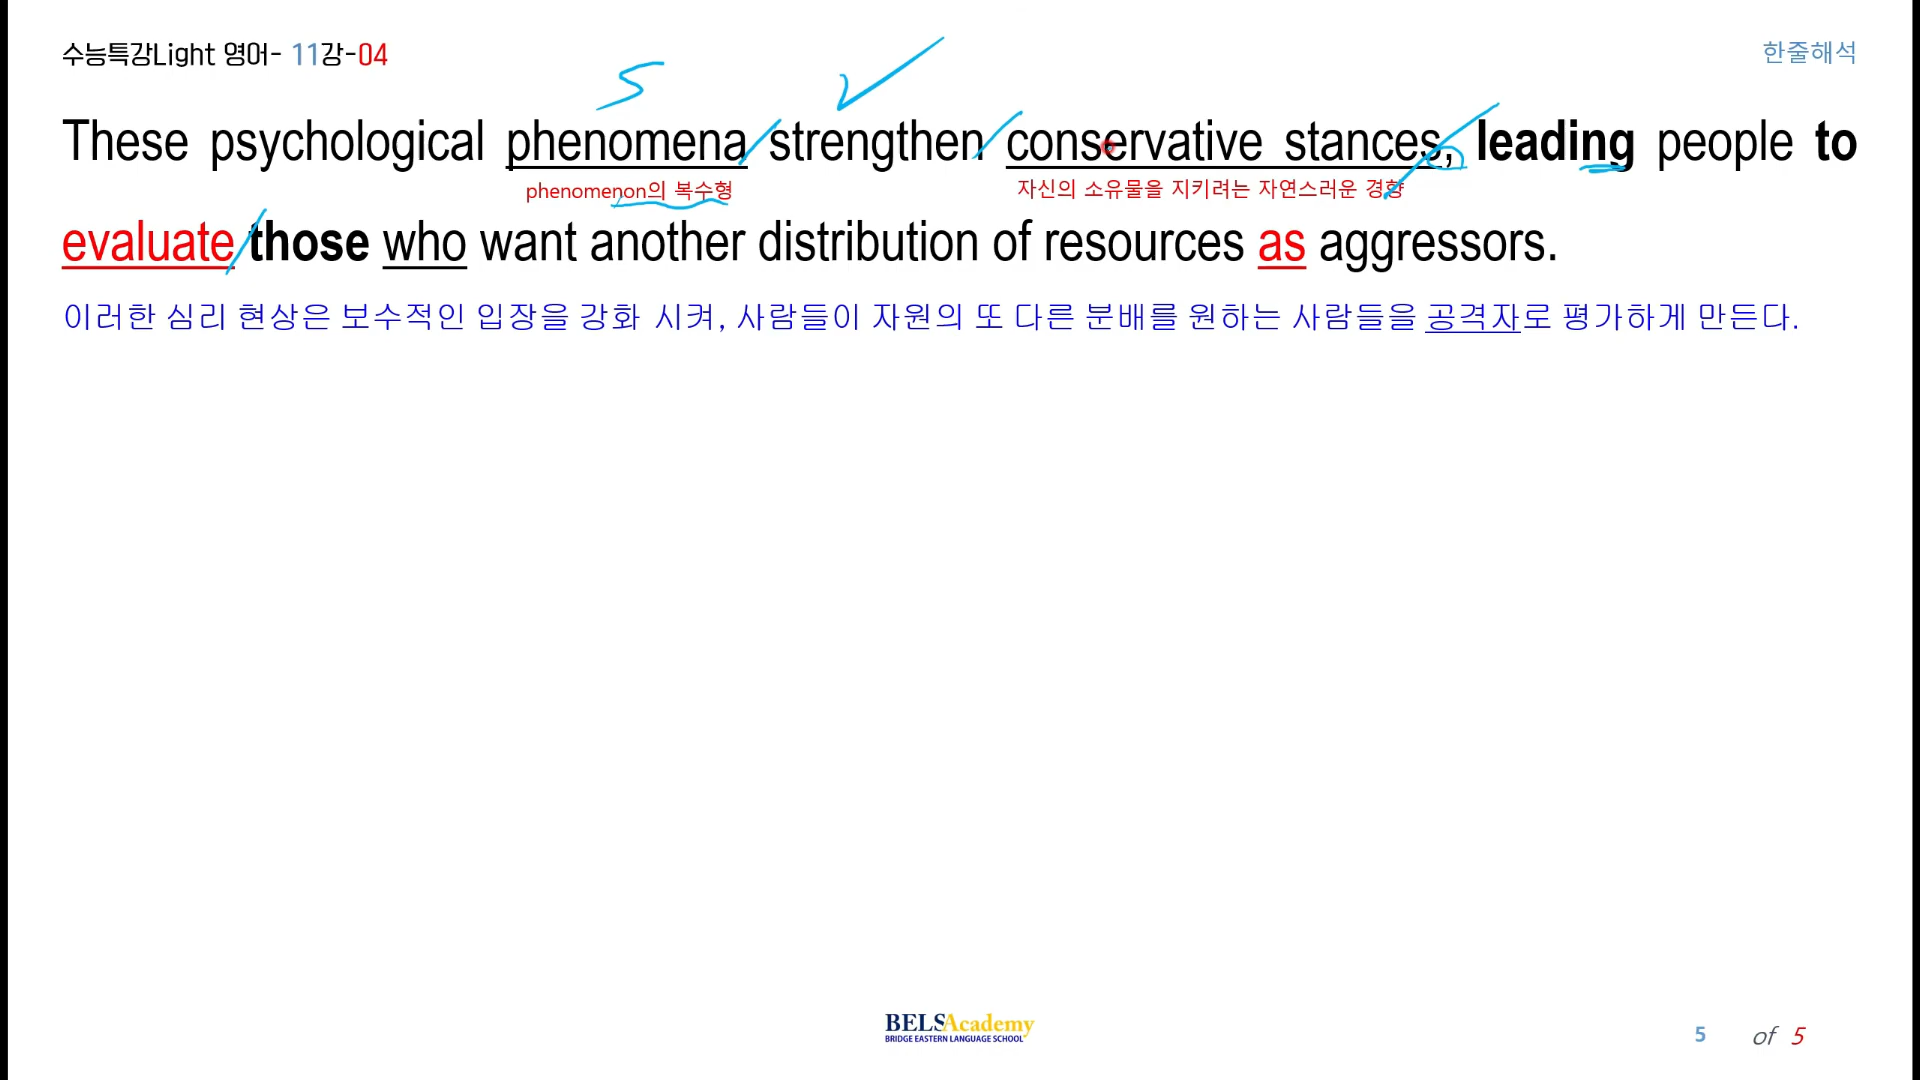 수능특강Light 영어- 11강-04
한줄해석
S V
These psychological phenomena strengthen conservative stances, leading people to
phenomenon의 복수형 자신의 소유물을 지키려는 자연스러운 경향
evaluate those who want another distribution of resources as aggressors.
이러한 심리 현상은 보수적인 입장을 강화 시켜, 사람들이 자원의 또 다른 분배를 원하는 사람들을 공격자로 평가하게 만든다.
BELSAcademy
BRIDGE EASTERN LANGUAGE SCHOOL
5 of 5